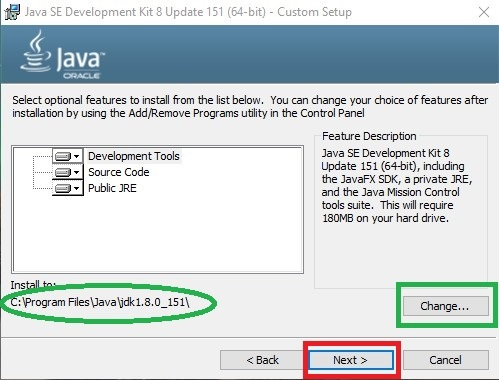 Java SE Development Kit 8 Update 151 (64-bit) - Custom Setup
Java
ORACLE
Select optional features to install from the list below. You can change your choice of features after
installation by using the Add/Remove Programs utility in the Control Panel
Development Tools
Source Code
Public JRE
Feature Description
Java SE Development Kit 8
Update 151 (64-bit), including
the JavaFX SDK, a private JRE,
and the Java Mission Control
tools suite. This will require
180MB on your hard drive.
Install to:
C:\Program Files\Java\jdk1.8.0_151\
Change...
< Back
Next >
Cancel